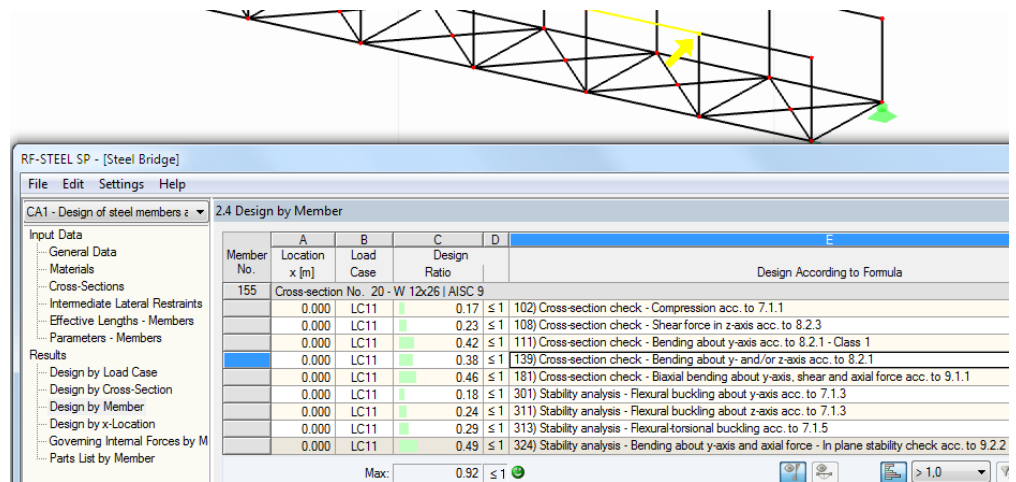 RF-STEEL SP - [Steel Bridge]
File Edit Settings Help
CA1 - Design of steel members a
2.4 Design by Member
Input Data
General Data
Materials
Cross-Sections
Intermediate Lateral Restraints
Effective Lengths - Members
Parameters - Members
Results
Design by Load Case
Design by Cross-Section
Design by Member
Design by x-Location
Governing Internal Forces by M
Parts List by Member
A B C D E
Member Location Load Design
No. x [m] Case Ratio Design According to Formula
155 Cross-section No. 20 - W 12x26 | AISC 9
0.000 LC11 0.17 ≤ 1 102) Cross-section check - Compression acc. to 7.1.1
0.000 LC11 0.23 ≤ 1 108) Cross-section check - Shear force in z-axis acc. to 8.2.3
0.000 LC11 0.42 ≤ 1 111) Cross-section check - Bending about y-axis acc. to 8.2.1 - Class 1
0.000 LC11 0.38 ≤ 1 139) Cross-section check - Bending about y- and/or z-axis acc. to 8.2.1
0.000 LC11 0.46 ≤ 1 181) Cross-section check - Biaxial bending about y-axis, shear and axial force acc. to 9.1.1
0.000 LC11 0.18 ≤ 1 301) Stability analysis - Flexural buckling about y-axis acc. to 7.1.3
0.000 LC11 0.24 ≤ 1 311) Stability analysis - Flexural buckling about z-axis acc. to 7.1.3
0.000 LC11 0.29 ≤ 1 313) Stability analysis - Flexural-torsional buckling acc. to 7.1.5
0.000 LC11 0.49 ≤ 1 324) Stability analysis - Bending about y-axis and axial force - In plane stability check acc. to 9.2.2
Max: 0.92 ≤ 1 > 1,0